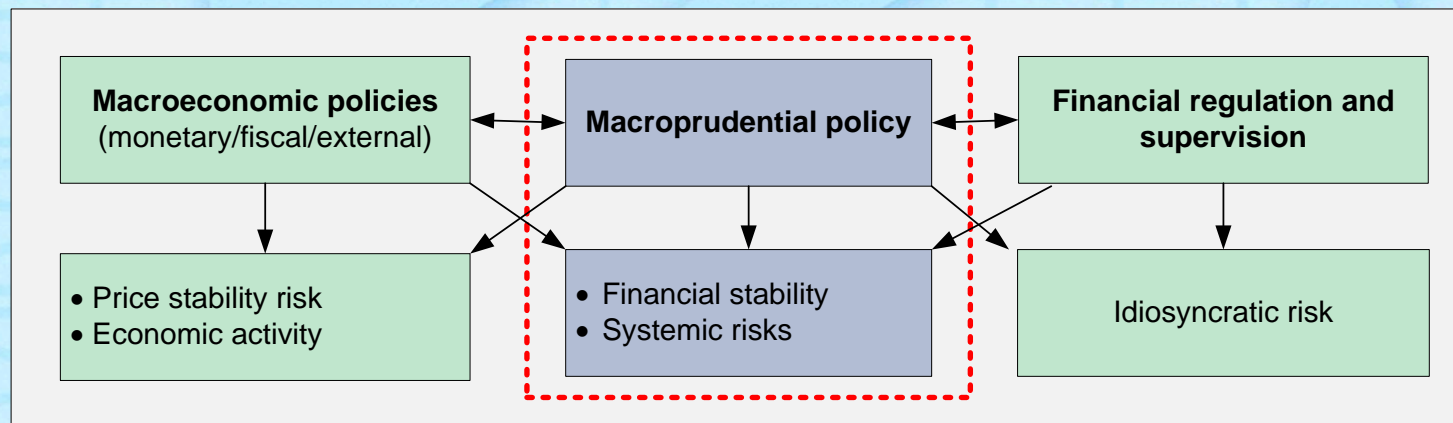 Macroeconomic policies
(monetary/fiscal/external)
Macroprudential policy
Financial regulation and
supervision
• Price stability risk
• Economic activity
• Financial stability
• Systemic risks
Idiosyncratic risk